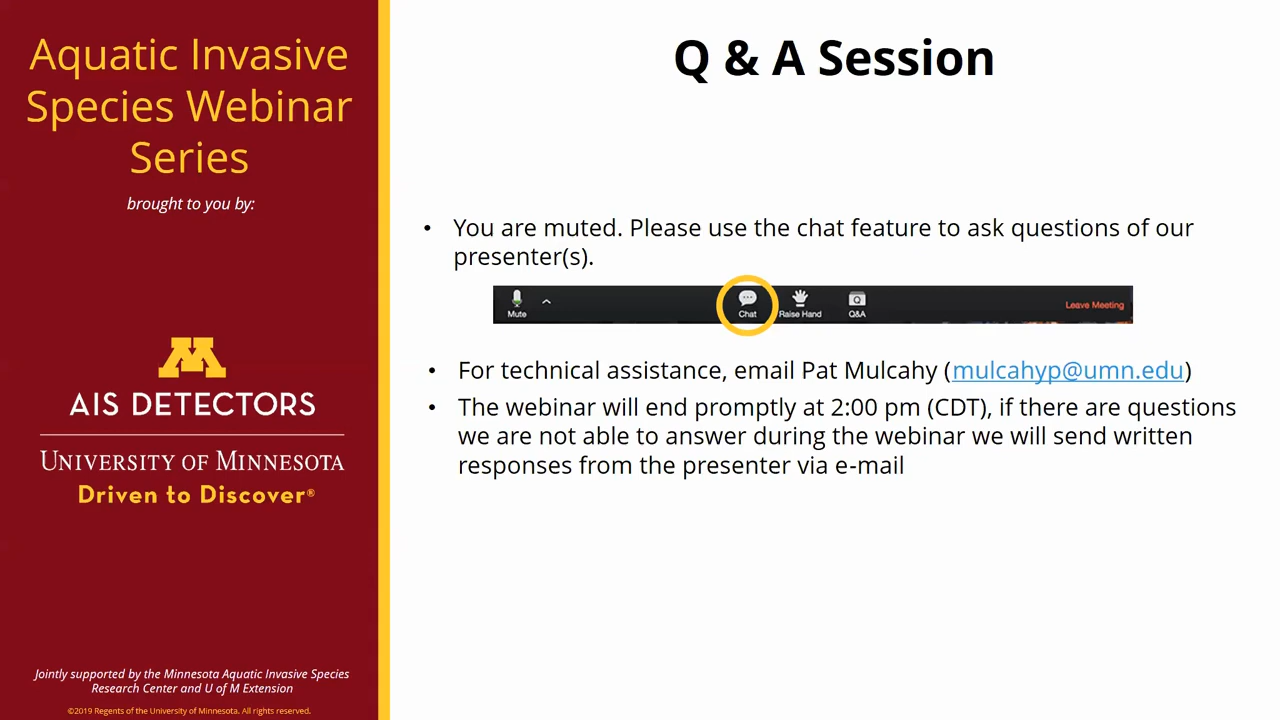 Aquatic Invasive
Species Webinar
Series
brought to you by:
M
AIS DETECTORS
UNIVERSITY OF MINNESOTA
Driven to Discover®
Jointly supported by the Minnesota Aquatic Invasive Species
Research Center and U of M Extension
©2019 Regents of the University of Minnesota. All rights reserved.
Q & A Session
• You are muted. Please use the chat feature to ask questions of our
presenter(s).
Mute Chat Raise Hand Q&A Leave Meeting
• For technical assistance, email Pat Mulcahy (mulcahyp@umn.edu)
• The webinar will end promptly at 2:00 pm (CDT), if there are questions
we are not able to answer during the webinar we will send written
responses from the presenter via e-mail